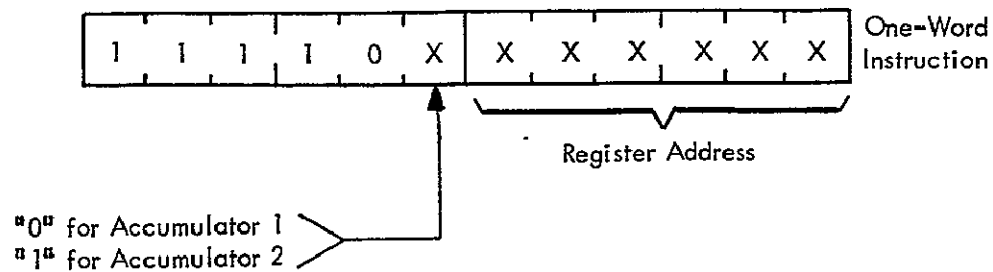 1 1 1 1 0 X X X X X X X
One-Word
Instruction
Register Address
"0" for Accumulator 1
"1" for Accumulator 2